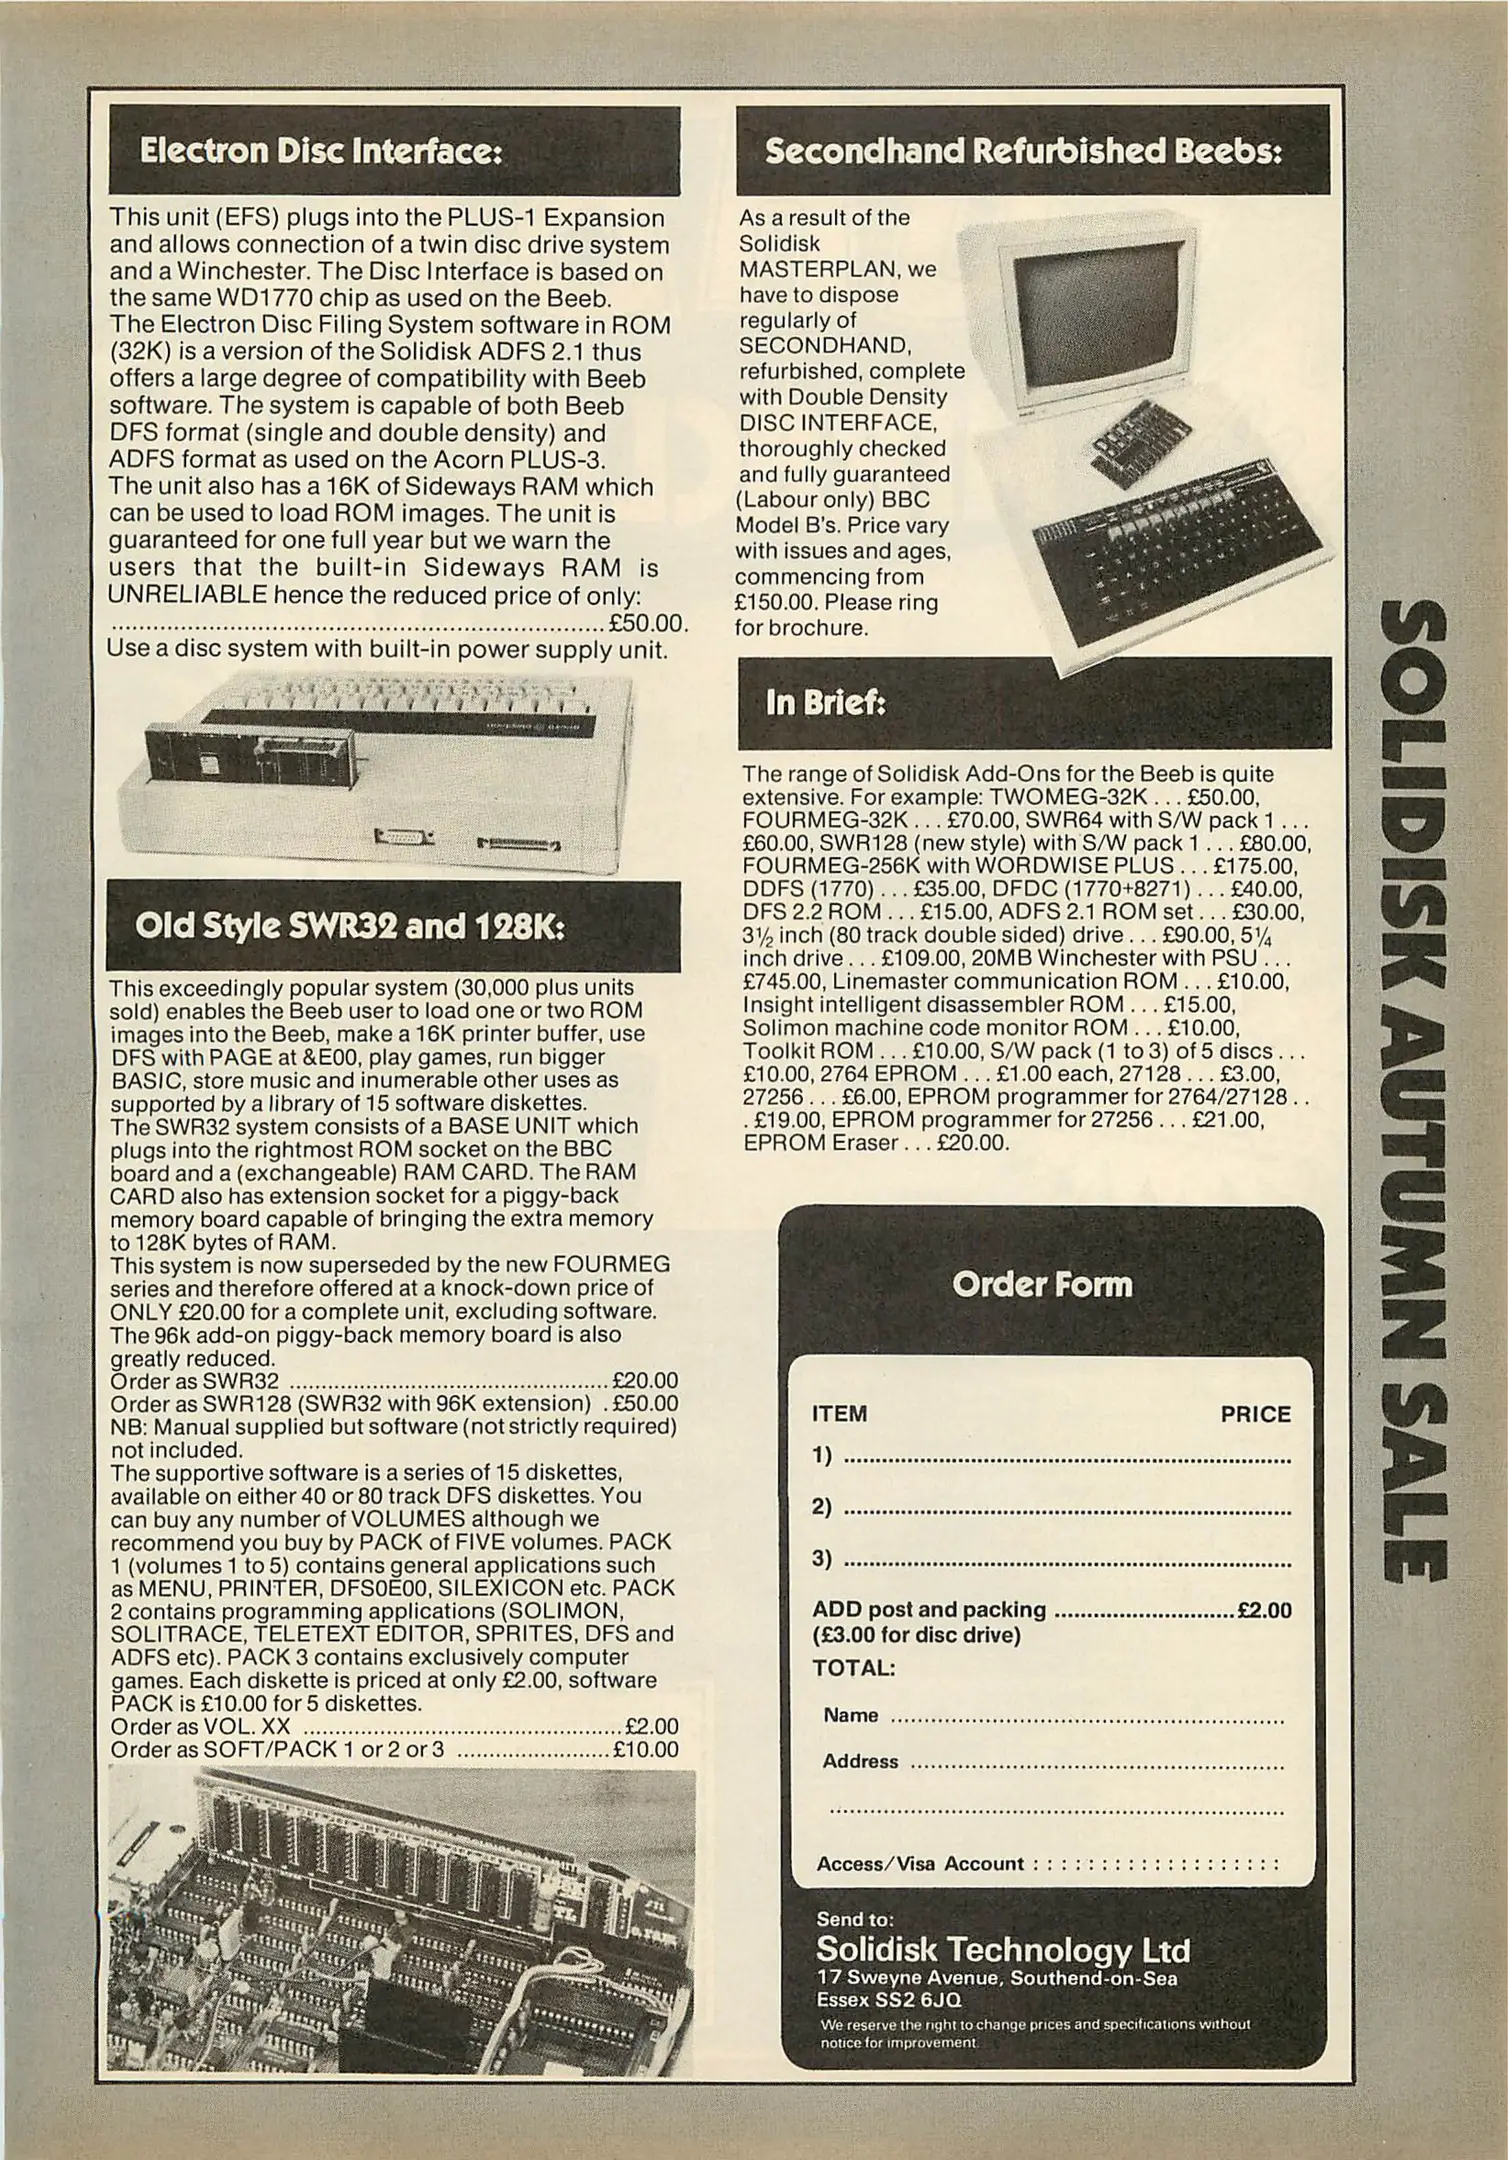 Electron Disc Interface:
This unit (EFS) plugs into the PLUS-1 Expansion
and allows connection of a twin disc drive system
and a Winchester. The Disc Interface is based on
the same WD1770 chip as used on the Beeb.
The Electron Disc Filing System software in ROM
(32K) is a version of the Solidisk ADFS 2.1 thus
offers a large degree of compatibility with Beeb
software. The system is capable of both Beeb
DFS format (single and double density) and
ADFS format as used on the Acorn PLUS-3.
The unit also has a 16K of Sideways RAM which
can be used to load ROM images. The unit is
guaranteed for one full year but we warn the
users that the built-in Sideways RAM is
UNRELIABLE hence the reduced price of only:
.................................................................... £50.00.
Use a disc system with built-in power supply unit.
Old Style SWR32 and 128K:
This exceedingly popular system (30,000 plus units
sold) enables the Beeb user to load one or two ROM
images into the Beeb, make a 16K printer buffer, use
DFS with PAGE at &E00, play games, run bigger
BASIC, store music and inumerable other uses as
supported by a library of 15 software diskettes.
The SWR32 system consists of a BASE UNIT which
plugs into the rightmost ROM socket on the BBC
board and a (exchangeable) RAM CARD. The RAM
CARD also has extension socket for a piggy-back
memory board capable of bringing the extra memory
to 128K bytes of RAM.
This system is now superseded by the new FOURMEG
series and therefore offered at a knock-down price of
ONLY £20.00 for a complete unit, excluding software.
The 96k add-on piggy-back memory board is also
greatly reduced.
Order as SWR32 .................................................. £20.00
Order as SWR128 (SWR32 with 96K extension) . £50.00
NB: Manual supplied but software (not strictly required)
not included.
The supportive software is a series of 15 diskettes,
available on either 40 or 80 track DFS diskettes. You
can buy any number of VOLUMES although we
recommend you buy by PACK of FIVE volumes. PACK
1 (volumes 1 to 5) contains general applications such
as MENU, PRINTER, DFS0E00, SILEXICON etc. PACK
2 contains programming applications (SOLIMON,
SOLITRACE, TELETEXT EDITOR, SPRITES, DFS and
ADFS etc). PACK 3 contains exclusively computer
games. Each diskette is priced at only £2.00, software
PACK is £10.00 for 5 diskettes.
Order as VOL. XX .................................................. £2.00
Order as SOFT/PACK 1 or 2 or 3 ........................ £10.00
Secondhand Refurbished Beebs:
As a result of the
Solidisk
MASTERPLAN, we
have to dispose
regularly of
SECONDHAND,
refurbished, complete
with Double Density
DISC INTERFACE,
thoroughly checked
and fully guaranteed
(Labour only) BBC
Model B's. Price vary
with issues and ages,
commencing from
£150.00. Please ring
for brochure.
In Brief:
The range of Solidisk Add-Ons for the Beeb is quite
extensive. For example: TWOMEG-32K . . . £50.00,
FOURMEG-32K . . . £70.00, SWR64 with S/W pack 1 . . .
£60.00, SWR128 (new style) with S/W pack 1 . . . £80.00,
FOURMEG-256K with WORDWISE PLUS . . . £175.00,
DDFS (1770) . . . £35.00, DFDC (1770+8271) . . . £40.00,
DFS 2.2 ROM . . . £15.00, ADFS 2.1 ROM set . . . £30.00,
3½ inch (80 track double sided) drive . . . £90.00, 5¼
inch drive . . . £109.00, 20MB Winchester with PSU . . .
£745.00, Linemaster communication ROM . . . £10.00,
Insight intelligent disassembler ROM . . . £15.00,
Solimon machine code monitor ROM . . . £10.00,
Toolkit ROM . . . £10.00, S/W pack (1 to 3) of 5 discs . . .
£10.00, 2764 EPROM . . . £1.00 each, 27128 . . . £3.00,
27256 . . . £6.00, EPROM programmer for 2764/27128 . .
. £19.00, EPROM programmer for 27256 . . . £21.00,
EPROM Eraser . . . £20.00.
Order Form
ITEM PRICE
1) ....................................................................
2) ....................................................................
3) ....................................................................
ADD post and packing ............................ £2.00
(£3.00 for disc drive)
TOTAL:
Name ..........................................................
Address .......................................................
....................................................................
Access/Visa Account : : : : : : : : : : : : : : : : : : :
Send to:
Solidisk Technology Ltd
17 Sweyne Avenue, Southend-on-Sea
Essex SS2 6JQ
We reserve the right to change prices and specifications without
notice for improvement.
SOLIDISK AUTUMN SALE